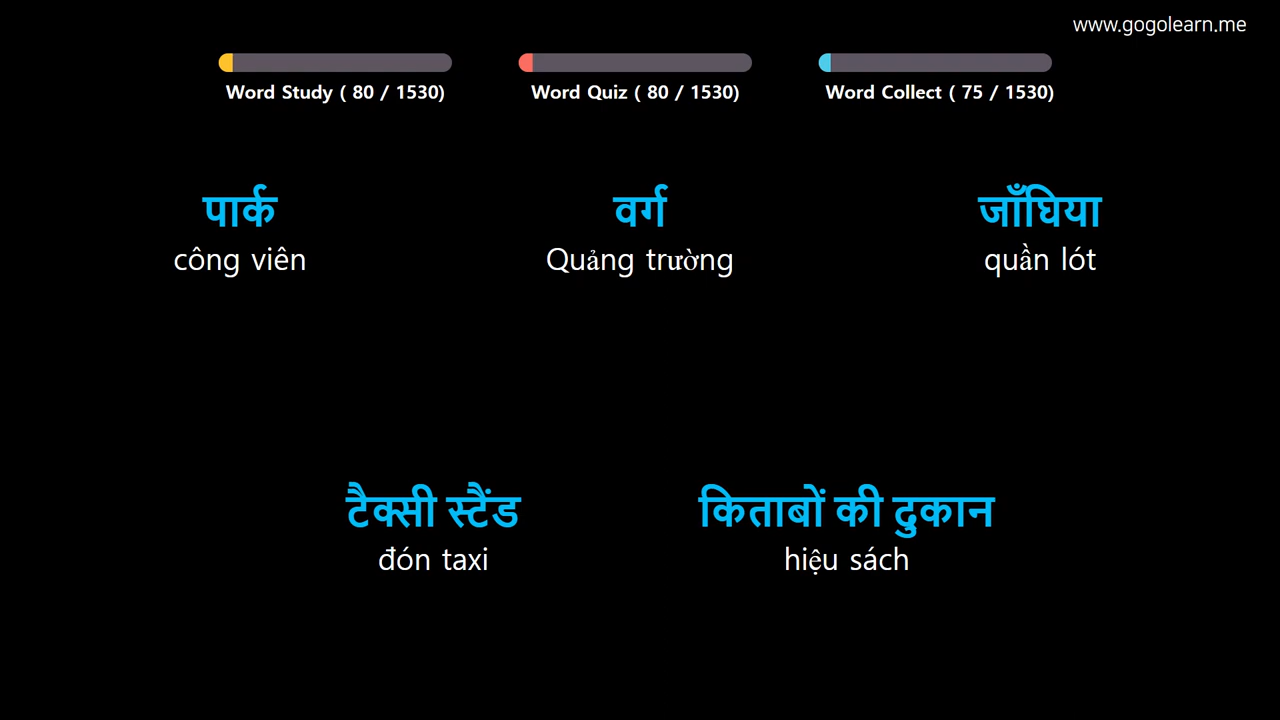 www.gogolearn.me
Word Study ( 80 / 1530)
Word Quiz ( 80 / 1530)
Word Collect ( 75 / 1530)
पार्क
công viên
वर्ग
Quảng trường
जाँघिया
quần lót
टैक्सी स्टैंड
đón taxi
किताबों की दुकान
hiệu sách